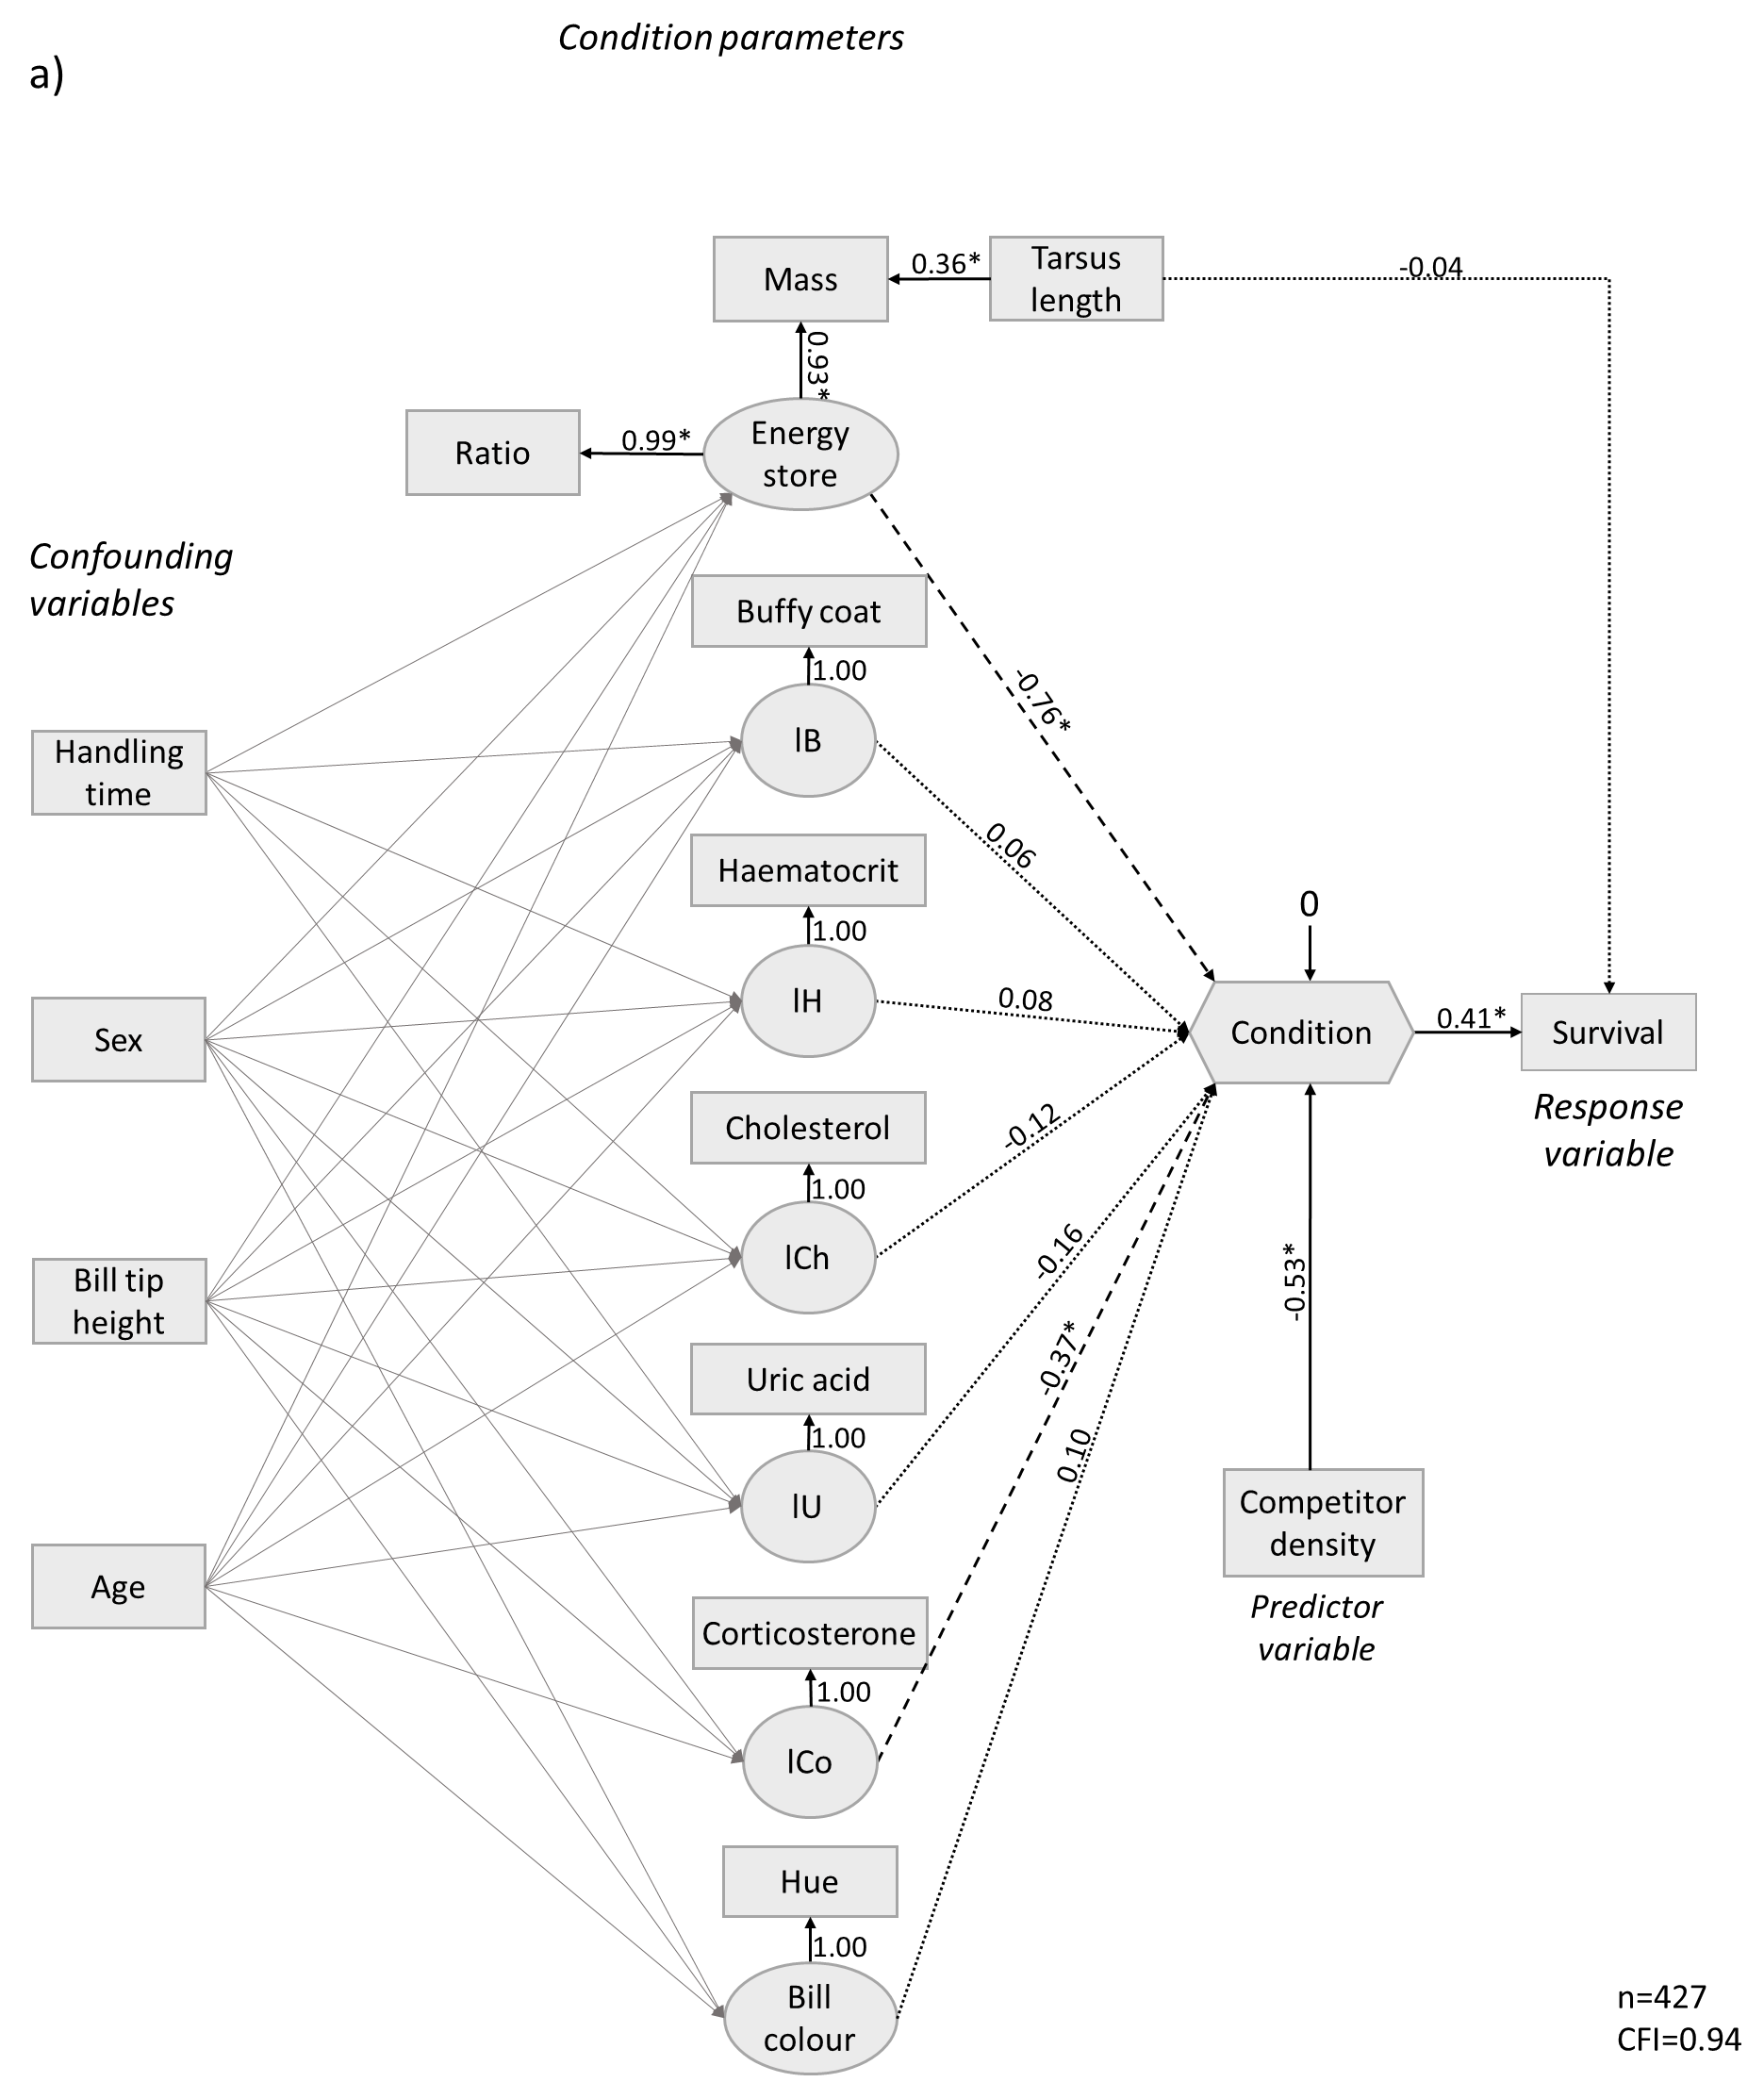 Condition parameters
a)
Mass
0.36*
Tarsus
length
-0.04
0.93*
Ratio
0.99*
Energy
store
Confounding
variables
Buffy coat
1.00
-0.76*
Handling
time
lB
0.06
Haematocrit
1.00
0
lH
0.08
Sex
Condition
0.41*
Survival
Response
variable
Cholesterol
-0.12
1.00
lCh
Bill tip
height
-0.16
-0.53*
Uric acid
-0.37*
1.00
0.10
lU
Competitor
density
Age
Predictor
variable
Corticosterone
1.00
lCo
Hue
1.00
Bill
colour
n=427
CFI=0.94